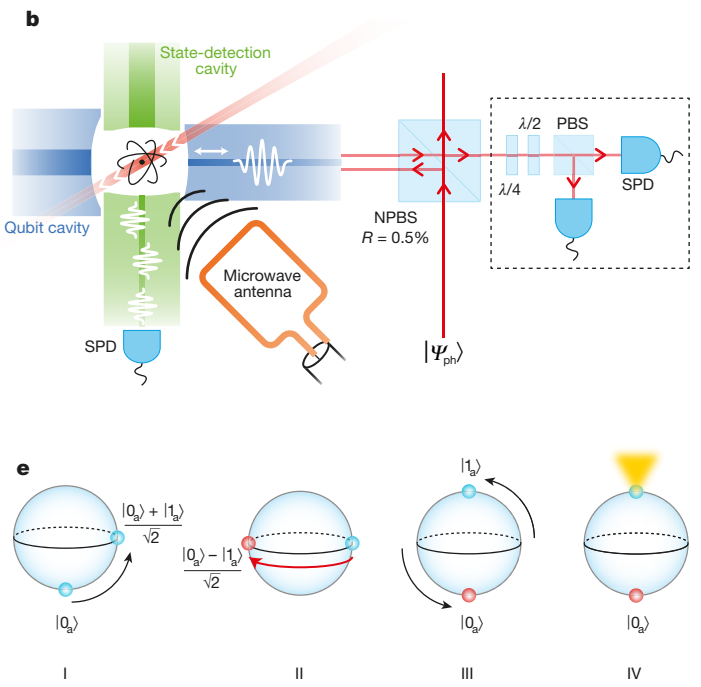 b
State-detection
cavity
Qubit cavity
SPD
Microwave
antenna
NPBS
R = 0.5%
|Ψph⟩
λ/4
λ/2
PBS
SPD
e
|0a⟩ + |1a⟩
√2
|0a⟩
I
|0a⟩ − |1a⟩
√2
II
|1a⟩
|0a⟩
III
|0a⟩
IV